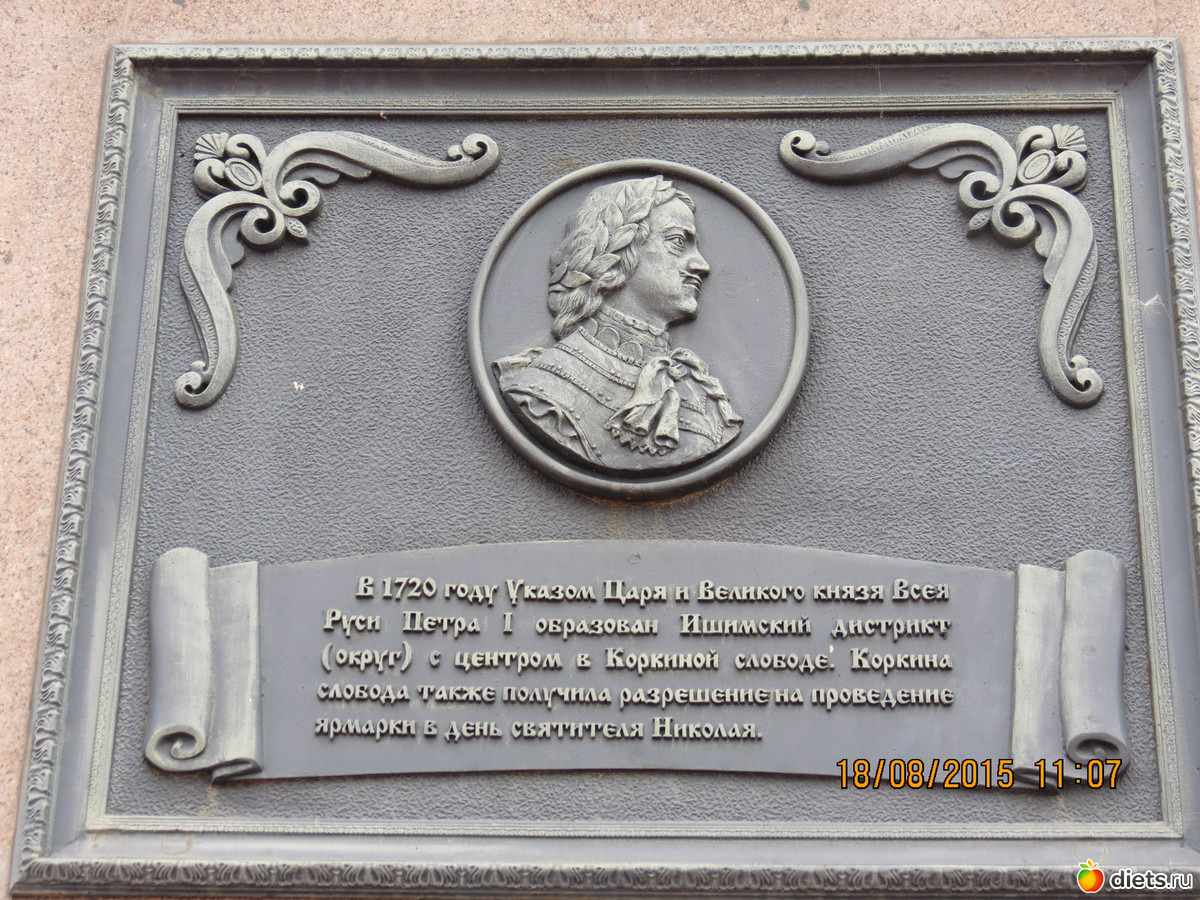 В 1720 году Указом Царя и Великого князя Всея
Руси Петра I образован Ишимский дистрикт
(округ) с центром в Коркиной слободе. Коркина
слобода также получила разрешение на проведение
ярмарки в день святителя Николая.
18/08/2015 11:07
diets.ru